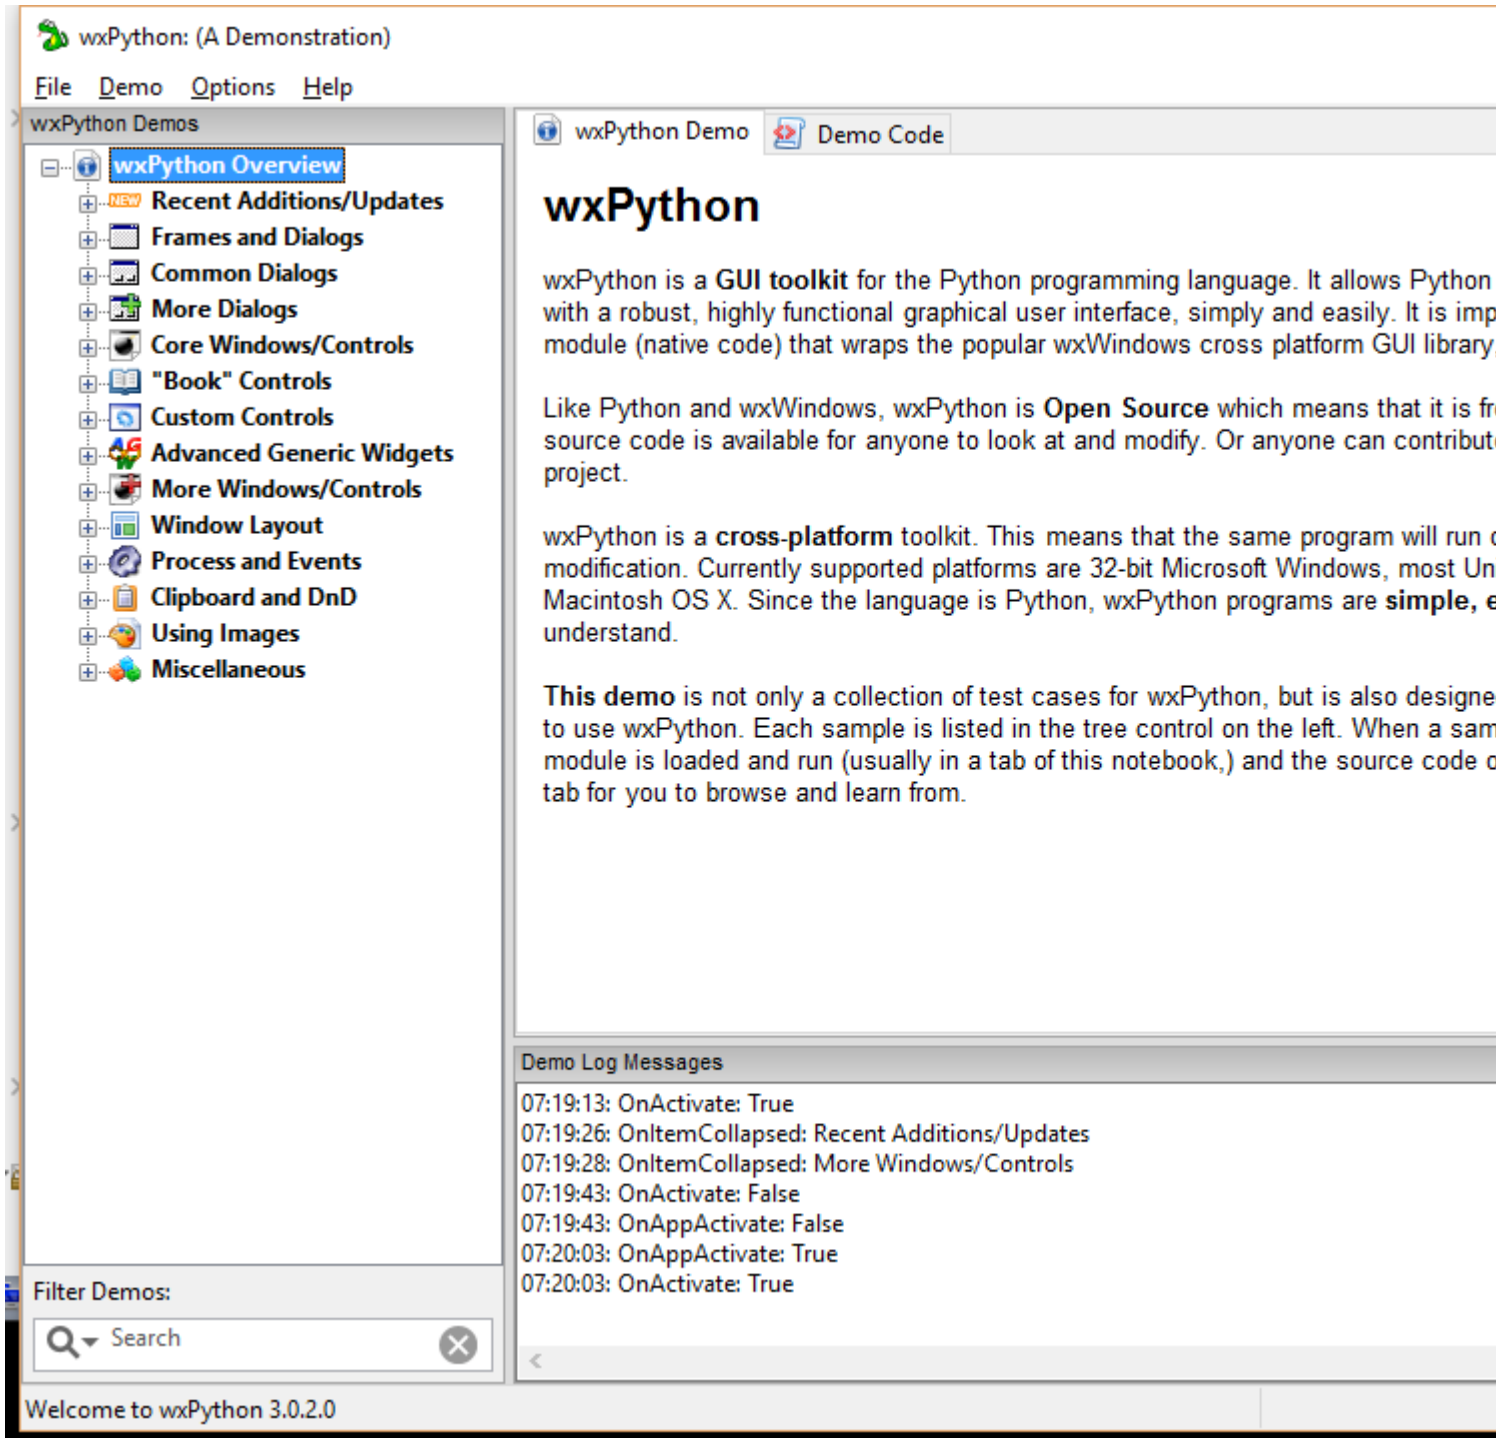 wxPython: (A Demonstration)
File Demo Options Help
wxPython Demos
wxPython Overview
NEW Recent Additions/Updates
Frames and Dialogs
Common Dialogs
More Dialogs
Core Windows/Controls
"Book" Controls
Custom Controls
Advanced Generic Widgets
More Windows/Controls
Window Layout
Process and Events
Clipboard and DnD
Using Images
Miscellaneous
Filter Demos:
Search
wxPython Demo Demo Code
wxPython
wxPython is a GUI toolkit for the Python programming language. It allows Python
with a robust, highly functional graphical user interface, simply and easily. It is imp
module (native code) that wraps the popular wxWindows cross platform GUI library,
Like Python and wxWindows, wxPython is Open Source which means that it is fr
source code is available for anyone to look at and modify. Or anyone can contribut
project.
wxPython is a cross-platform toolkit. This means that the same program will run
modification. Currently supported platforms are 32-bit Microsoft Windows, most Un
Macintosh OS X. Since the language is Python, wxPython programs are simple, e
understand.
This demo is not only a collection of test cases for wxPython, but is also designe
to use wxPython. Each sample is listed in the tree control on the left. When a sam
module is loaded and run (usually in a tab of this notebook,) and the source code
tab for you to browse and learn from.
Demo Log Messages
07:19:13: OnActivate: True
07:19:26: OnItemCollapsed: Recent Additions/Updates
07:19:28: OnItemCollapsed: More Windows/Controls
07:19:43: OnActivate: False
07:19:43: OnAppActivate: False
07:20:03: OnAppActivate: True
07:20:03: OnActivate: True
Welcome to wxPython 3.0.2.0